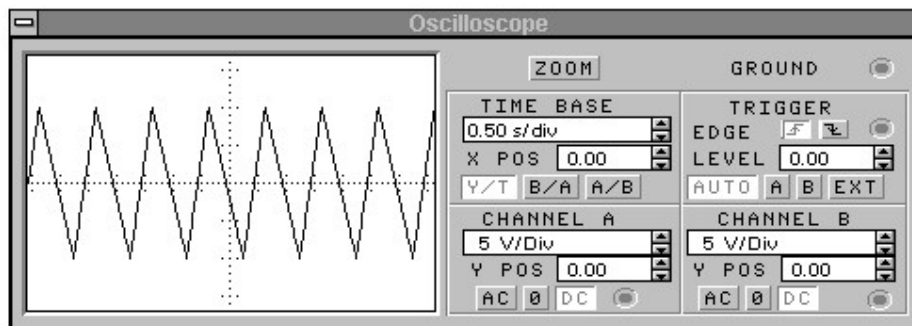 Oscilloscope
ZOOM
GROUND
TIME BASE
0.50 s/div
X POS 0.00
Y/T B/A A/B
TRIGGER
EDGE
LEVEL 0.00
AUTO A B EXT
CHANNEL A
5 V/Div
Y POS 0.00
AC 0 DC
CHANNEL B
5 V/Div
Y POS 0.00
AC 0 DC